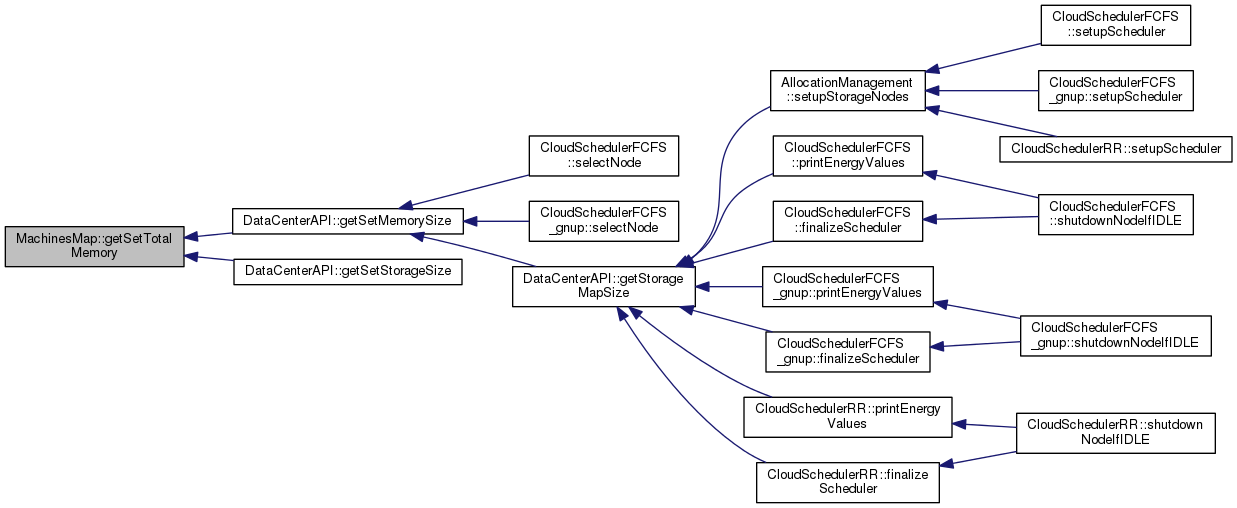 MachinesMap::getSetTotal
Memory
DataCenterAPI::getSetMemorySize
DataCenterAPI::getSetStorageSize
CloudSchedulerFCFS
::selectNode
CloudSchedulerFCFS
_gnup::selectNode
DataCenterAPI::getStorage
MapSize
AllocationManagement
::setupStorageNodes
CloudSchedulerFCFS
::printEnergyValues
CloudSchedulerFCFS
::finalizeScheduler
CloudSchedulerFCFS
_gnup::printEnergyValues
CloudSchedulerFCFS
_gnup::finalizeScheduler
CloudSchedulerRR::printEnergy
Values
CloudSchedulerRR::finalize
Scheduler
CloudSchedulerFCFS
::setupScheduler
CloudSchedulerFCFS
_gnup::setupScheduler
CloudSchedulerRR::setupScheduler
CloudSchedulerFCFS
::shutdownNodeIfIDLE
CloudSchedulerFCFS
_gnup::shutdownNodeIfIDLE
CloudSchedulerRR::shutdown
NodeIfIDLE